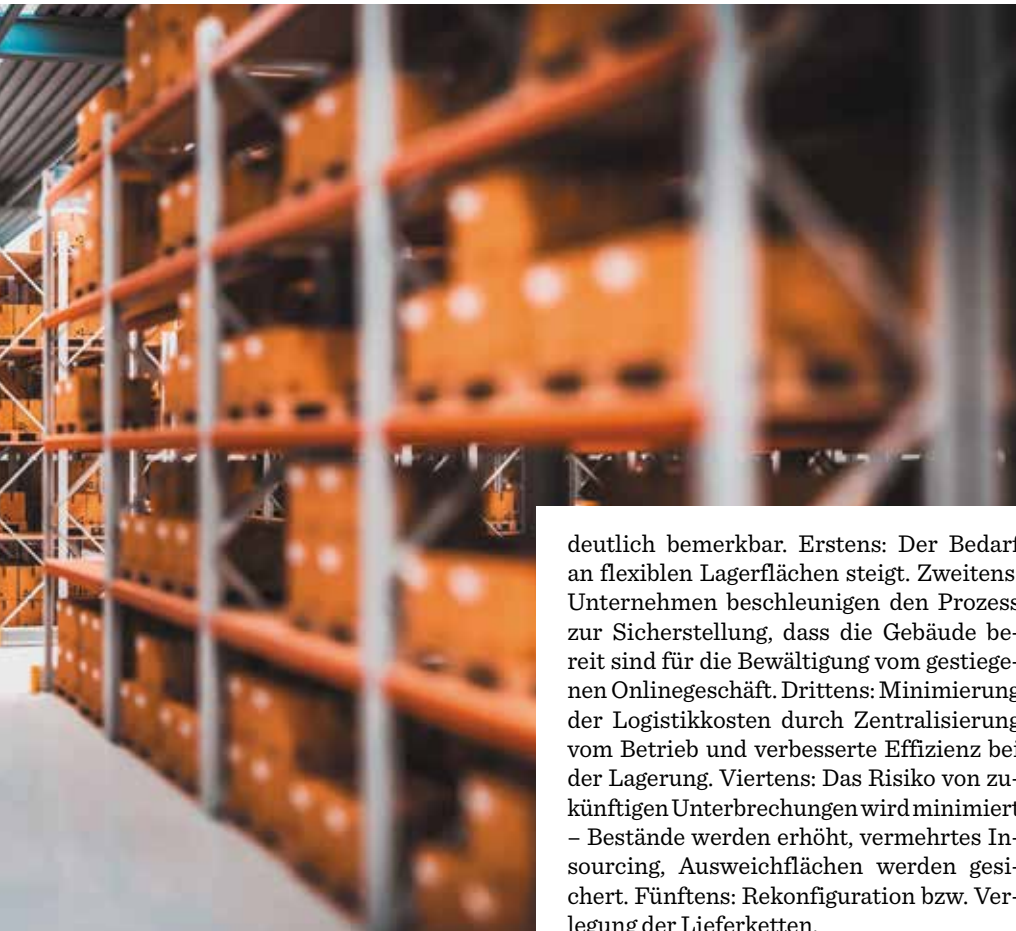 deutlich bemerkbar. Erstens: Der Bedarf
an flexiblen Lagerflächen steigt. Zweitens
Unternehmen beschleunigen den Prozess
zur Sicherstellung, dass die Gebäude be-
reit sind für die Bewältigung vom gestiege-
nen Onlinegeschäft. Drittens: Minimierung
der Logistikkosten durch Zentralisierung
vom Betrieb und verbesserte Effizienz bei
der Lagerung. Viertens: Das Risiko von zu-
künftigen Unterbrechungen wird minimiert
– Bestände werden erhöht, vermehrtes In-
sourcing, Ausweichflächen werden gesi-
chert. Fünftens: Rekonfiguration bzw. Ver-
legung der Lieferketten.